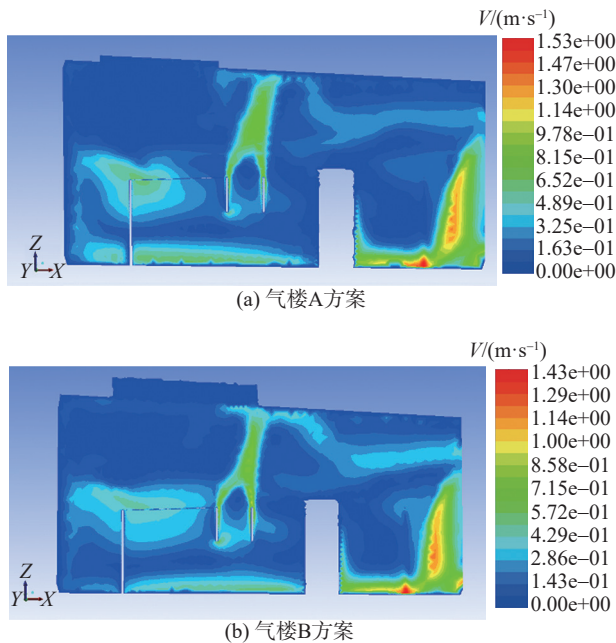 V/(m·s⁻¹)
1.53e+00
1.47e+00
1.30e+00
1.14e+00
9.78e−01
8.15e−01
6.52e−01
4.89e−01
3.25e−01
1.63e−01
0.00e+00
Z
Y X
(a) 气楼A方案
V/(m·s⁻¹)
1.43e+00
1.29e+00
1.14e+00
1.00e+00
8.58e−01
7.15e−01
5.72e−01
4.29e−01
2.86e−01
1.43e−01
0.00e+00
Z
Y X
(b) 气楼B方案